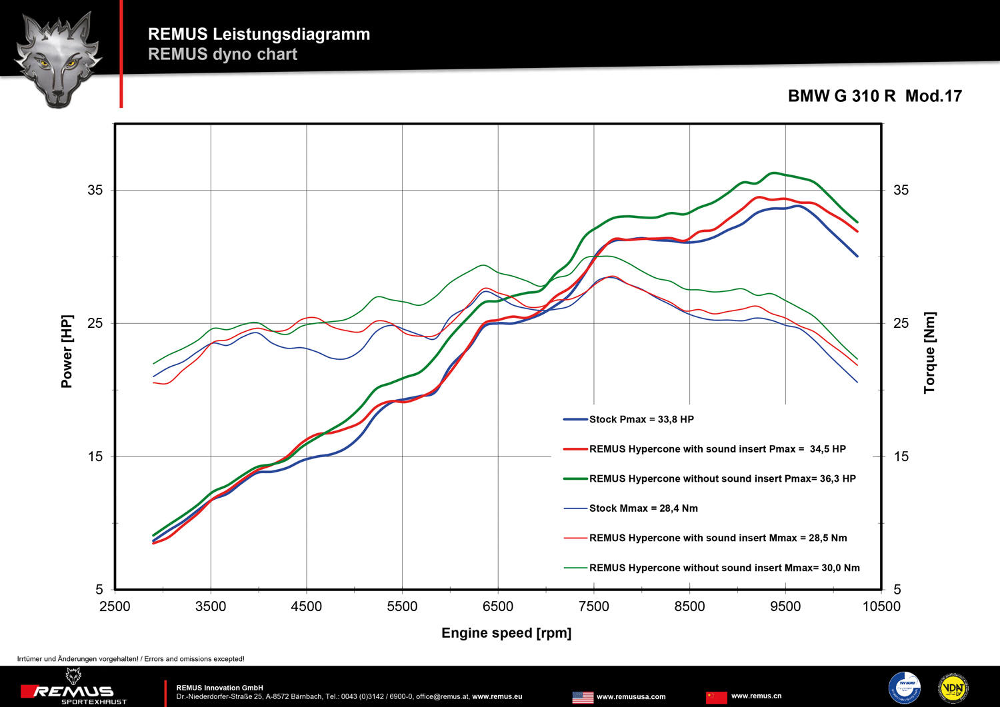 REMUS Leistungsdiagramm
REMUS dyno chart
BMW G 310 R Mod.17
35
25
15
5
Power [HP]
35
25
15
5
Torque [Nm]
Stock Pmax = 33,8 HP
REMUS Hypercone with sound insert Pmax = 34,5 HP
REMUS Hypercone without sound insert Pmax= 36,3 HP
Stock Mmax = 28,4 Nm
REMUS Hypercone with sound insert Mmax = 28,5 Nm
REMUS Hypercone without sound insert Mmax= 30,0 Nm
2500 3500 4500 5500 6500 7500 8500 9500 10500
Engine speed [rpm]
Irrtümer und Änderungen vorgehalten! / Errors and omissions excepted!
REMUS
SPORTEXHAUST
REMUS Innovation GmbH
Dr.-Niederdorfer-Straße 25, A-8572 Bärnbach, Tel.: 0043 (0)3142 / 6900-0, office@remus.at, www.remus.eu
www.remususa.com
www.remus.cn
TÜV NORD
VDAT